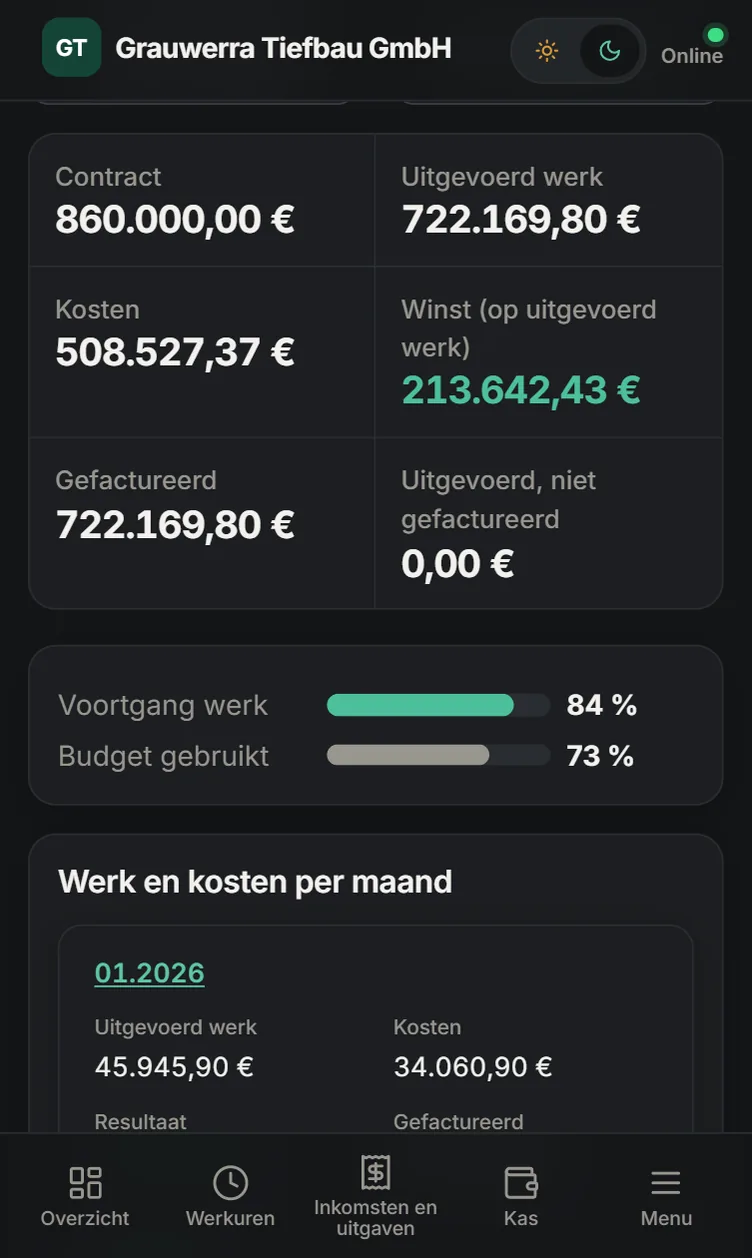 GT Grauwerra Tiefbau GmbH
Online
Contract
860.000,00 €
Uitgevoerd werk
722.169,80 €
Kosten
508.527,37 €
Winst (op uitgevoerd
werk)
213.642,43 €
Gefactureerd
722.169,80 €
Uitgevoerd, niet
gefactureerd
0,00 €
Voortgang werk 84 %
Budget gebruikt 73 %
Werk en kosten per maand
01.2026
Uitgevoerd werk
45.945,90 €
Kosten
34.060,90 €
Resultaat
Gefactureerd
Overzicht
Werkuren
Inkomsten en
uitgaven
Kas
Menu